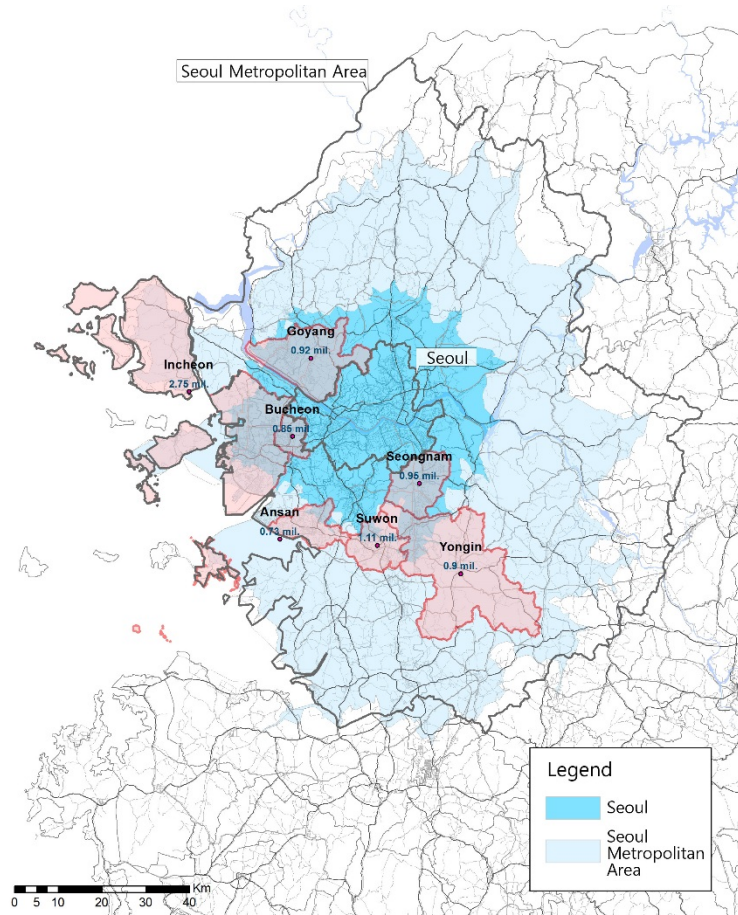 Seoul Metropolitan Area
Goyang
0.92 mil.
Seoul
Incheon
2.75 mil.
Bucheon
0.85 mil.
Seongnam
0.95 mil.
Ansan
0.73 mil.
Suwon
1.11 mil.
Yongin
0.9 mil.
Legend
Seoul
Seoul
Metropolitan
Area
Km
0 5 10 20 30 40